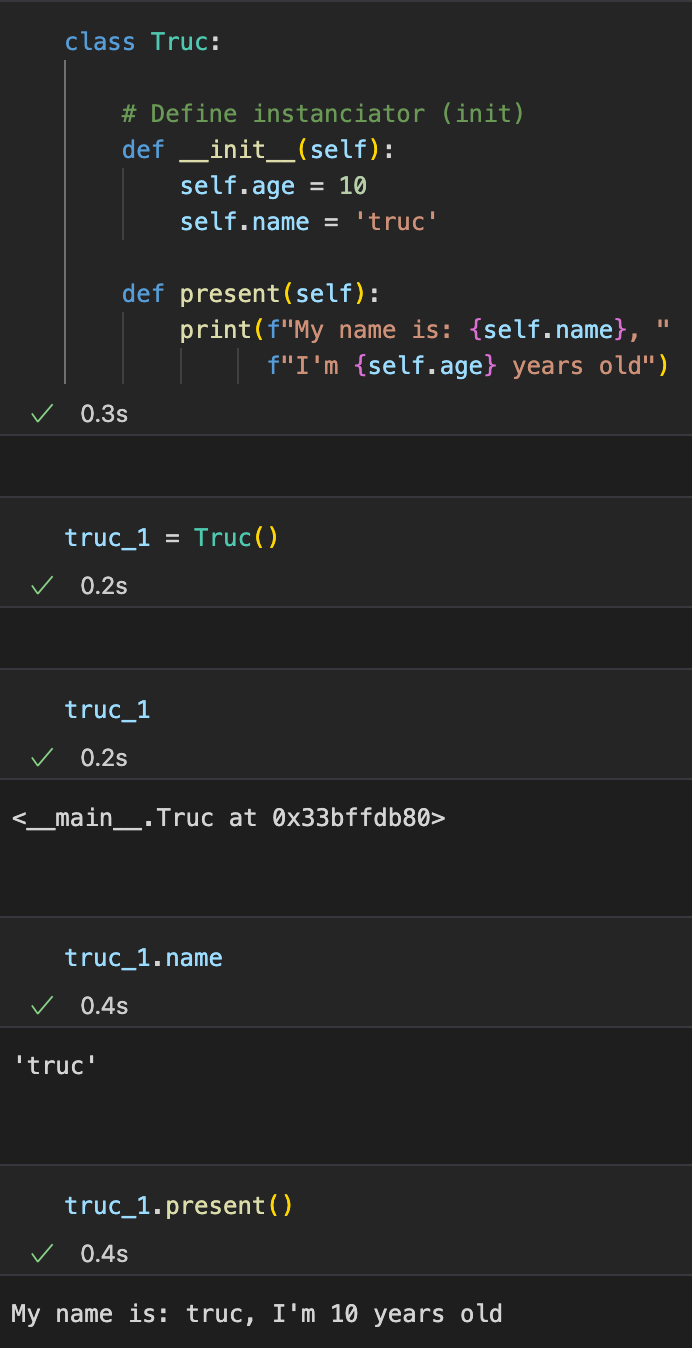 class Truc:
# Define instanciator (init)
def __init__(self):
self.age = 10
self.name = 'truc'
def present(self):
print(f"My name is: {self.name}, "
f"I'm {self.age} years old")
0.3s
truc_1 = Truc()
0.2s
truc_1
0.2s
<__main__.Truc at 0x33bffdb80>
truc_1.name
0.4s
'truc'
truc_1.present()
0.4s
My name is: truc, I'm 10 years old